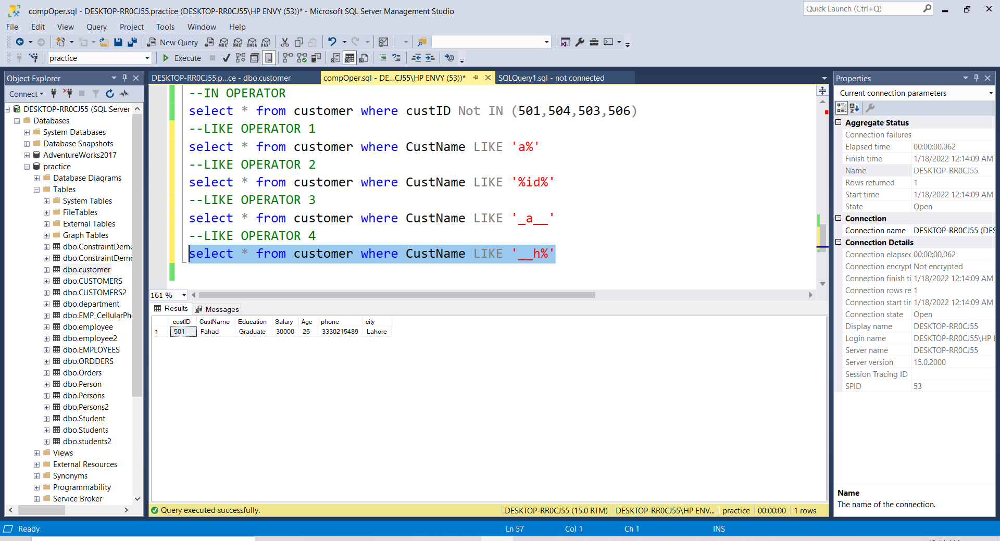 compOper.sql - DESKTOP-RR0CJ55.practice (DESKTOP-RR0CJ55\HP ENVY (53))* - Microsoft SQL Server Management Studio
Quick Launch (Ctrl+Q)
File Edit View Query Project Tools Window Help
New Query MDX DMX XMLA DAX
practice Execute
Object Explorer
Connect
DESKTOP-RR0CJ55 (SQL Server
Databases
System Databases
Database Snapshots
AdventureWorks2017
practice
Database Diagrams
Tables
System Tables
FileTables
External Tables
Graph Tables
dbo.ConstraintDemo
dbo.ConstraintDemo
dbo.customer
dbo.CUSTOMERS
dbo.CUSTOMERS2
dbo.department
dbo.EMP_CellularPh
dbo.employee
dbo.employee2
dbo.EMPLOYEES
dbo.ORDDERS
dbo.Orders
dbo.Person
dbo.Persons
dbo.Persons2
dbo.Student
dbo.Students
dbo.students2
Views
External Resources
Synonyms
Programmability
Service Broker
DESKTOP-RR0CJ55.p...ce - dbo.customer
compOper.sql - DE...CJ55\HP ENVY (53))*
SQLQuery1.sql - not connected
--IN OPERATOR
select * from customer where custID Not IN (501,504,503,506)
--LIKE OPERATOR 1
select * from customer where CustName LIKE 'a%'
--LIKE OPERATOR 2
select * from customer where CustName LIKE '%id%'
--LIKE OPERATOR 3
select * from customer where CustName LIKE '_a__'
--LIKE OPERATOR 4
select * from customer where CustName LIKE '__h%'
161 %
Results Messages
custID CustName Education Salary Age phone city
1 501 Fahad Graduate 30000 25 3330215489 Lahore
Query executed successfully.
DESKTOP-RR0CJ55 (15.0 RTM) DESKTOP-RR0CJ55\HP ENV... practice 00:00:00 1 rows
Properties
Current connection parameters
Aggregate Status
Connection failures
Elapsed time 00:00:00.062
Finish time 1/18/2022 12:14:09 AM
Name DESKTOP-RR0CJ55
Rows returned 1
Start time 1/18/2022 12:14:09 AM
State Open
Connection
Connection name DESKTOP-RR0CJ55 (DES
Connection Details
Connection elapsec 00:00:00.062
Connection encrypt Not encrypted
Connection finish ti 1/18/2022 12:14:09 AM
Connection rows re 1
Connection start tir 1/18/2022 12:14:09 AM
Connection state Open
Display name DESKTOP-RR0CJ55
Login name DESKTOP-RR0CJ55\HP
Server name DESKTOP-RR0CJ55
Server version 15.0.2000
Session Tracing ID
SPID 53
Name
The name of the connection.
Ready Ln 57 Col 1 Ch 1 INS